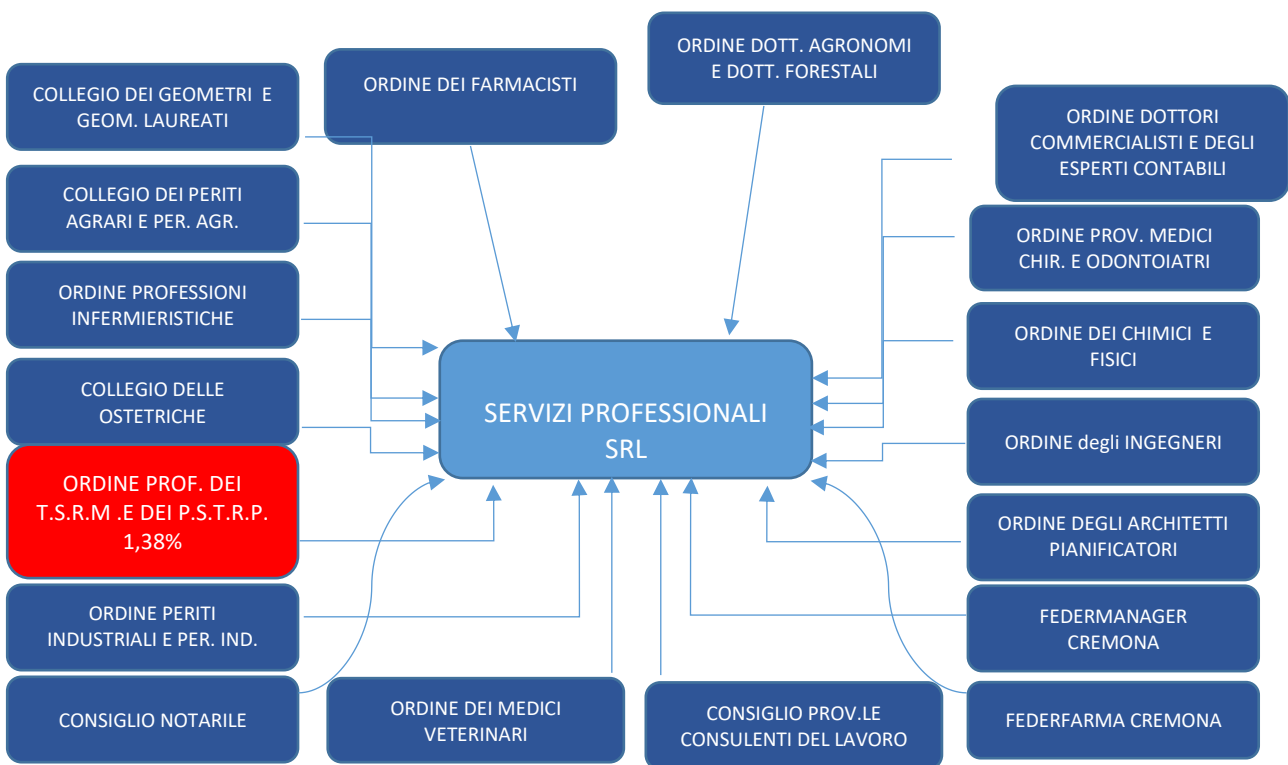 ORDINE DOTT. AGRONOMI
E DOTT. FORESTALI
ORDINE DEI FARMACISTI
COLLEGIO DEI GEOMETRI E
GEOM. LAUREATI
ORDINE DOTTORI
COMMERCIALISTI E DEGLI
ESPERTI CONTABILI
COLLEGIO DEI PERITI
AGRARI E PER. AGR.
ORDINE PROV. MEDICI
CHIR. E ODONTOIATRI
ORDINE PROFESSIONI
INFERMIERISTICHE
ORDINE DEI CHIMICI E
FISICI
COLLEGIO DELLE
OSTETRICHE
SERVIZI PROFESSIONALI
SRL
ORDINE degli INGEGNERI
ORDINE PROF. DEI
T.S.R.M .E DEI P.S.T.R.P.
1,38%
ORDINE DEGLI ARCHITETTI
PIANIFICATORI
ORDINE PERITI
INDUSTRIALI E PER. IND.
FEDERMANAGER
CREMONA
CONSIGLIO NOTARILE
ORDINE DEI MEDICI
VETERINARI
CONSIGLIO PROV.LE
CONSULENTI DEL LAVORO
FEDERFARMA CREMONA